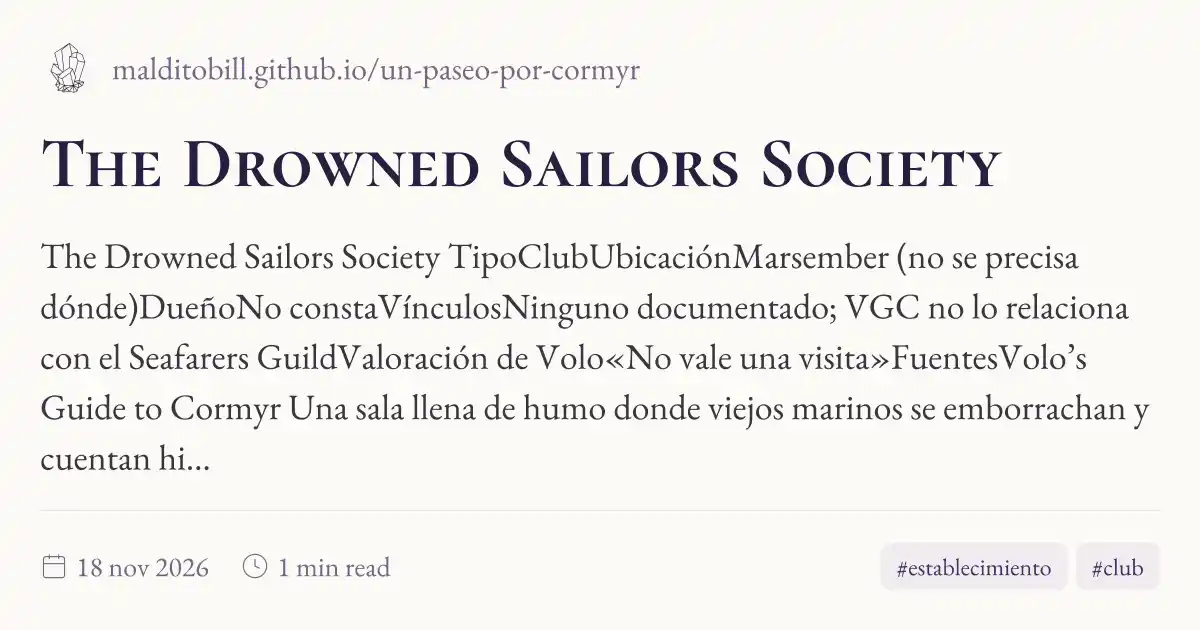 malditobill.github.io/un-paseo-por-cormyr
The Drowned Sailors Society
The Drowned Sailors Society TipoClubUbicaciónMarsember (no se precisa
dónde)DueñoNo constaVínculosNinguno documentado; VGC no lo relaciona
con el Seafarers GuildValoración de Volo«No vale una visita»FuentesVolo’s
Guide to Cormyr Una sala llena de humo donde viejos marinos se emborrachan y
cuentan hi...
18 nov 2026 1 min read #establecimiento #club